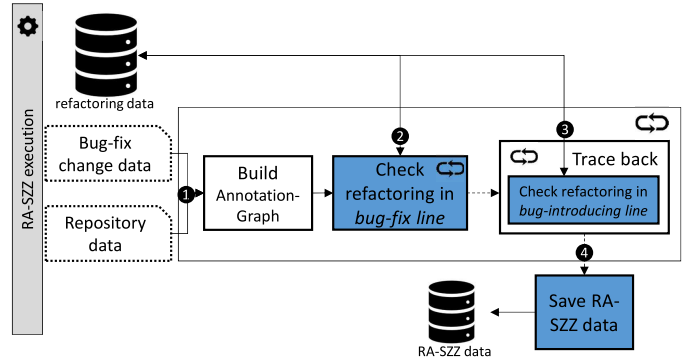 RA-SZZ execution
refactoring data
Bug-fix
change data
Repository
data
1
Build
Annotation-
Graph
2
Check
refactoring in
bug-fix line
3
Trace back
Check refactoring in
bug-introducing line
4
Save RA-
SZZ data
RA-SZZ data